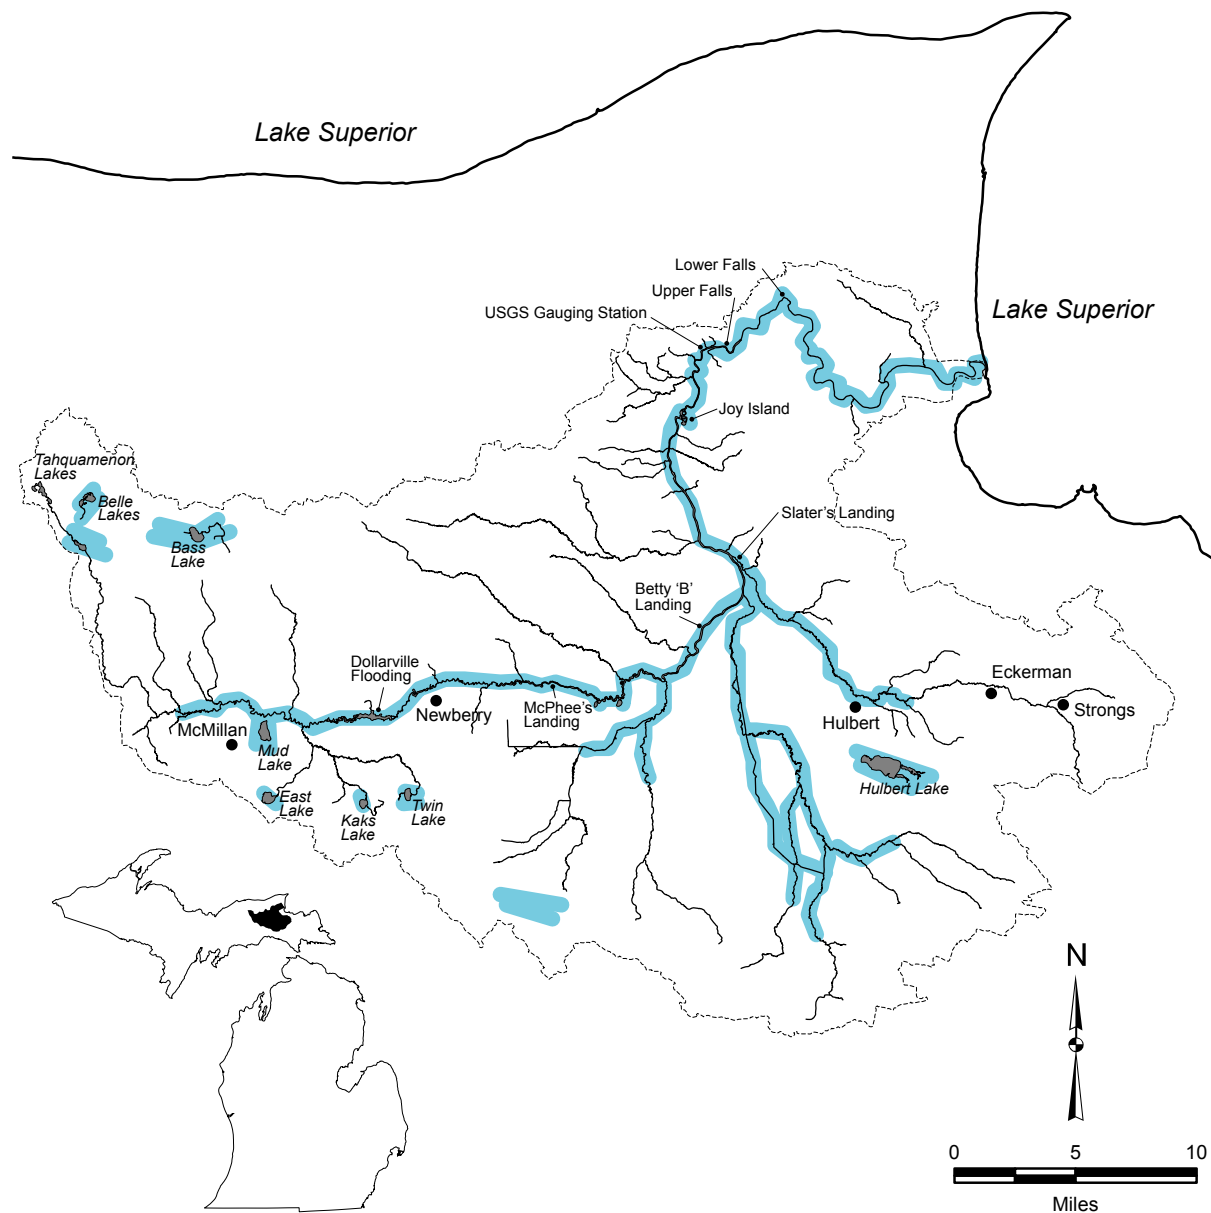 Lake Superior
Lower Falls
Upper Falls
USGS Gauging Station
Lake Superior
Joy Island
Tahquamenon
Lakes
Belle
Lakes
Bass
Lake
Slater's Landing
Betty 'B'
Landing
Dollarville
Flooding
Eckerman
McPhee's
Landing
Newberry
Strongs
Hulbert
McMillan
Mud
Lake
Hulbert Lake
East
Lake
Kaks
Lake
Twin
Lake
N
0 5 10
Miles